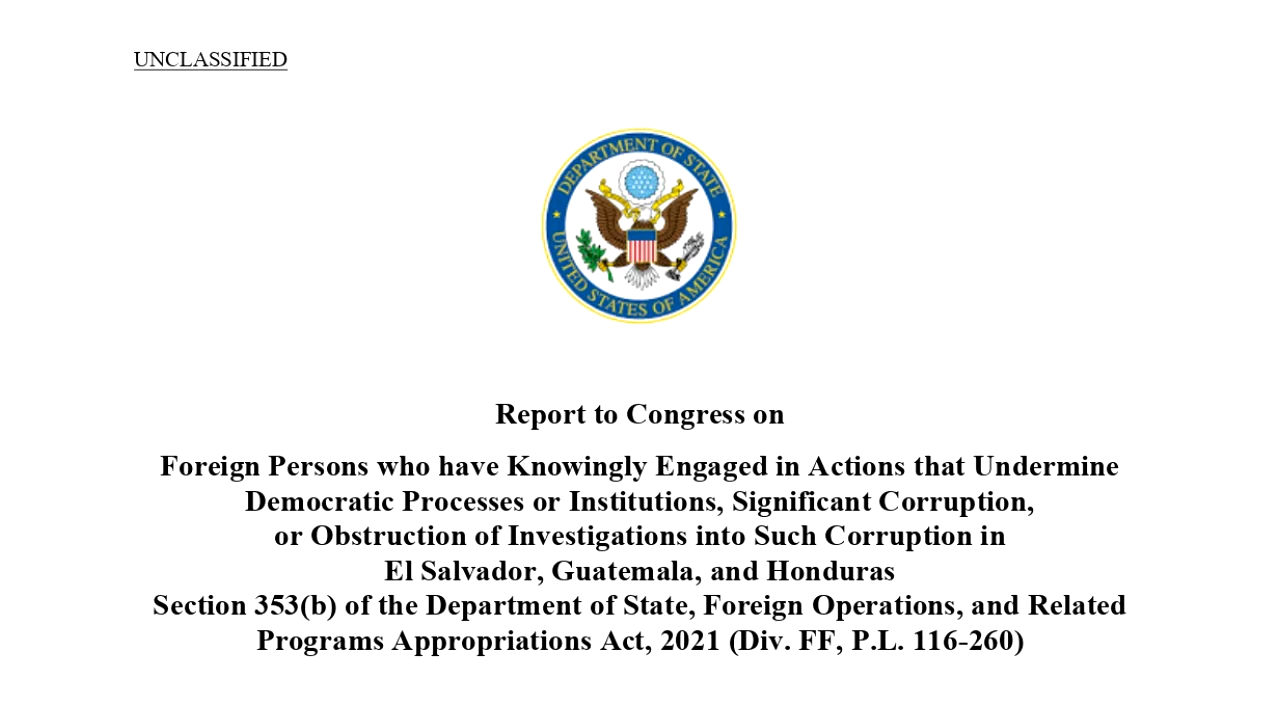 UNCLASSIFIED
DEPARTMENT OF STATE
UNITED STATES OF AMERICA
Report to Congress on
Foreign Persons who have Knowingly Engaged in Actions that Undermine
Democratic Processes or Institutions, Significant Corruption,
or Obstruction of Investigations into Such Corruption in
El Salvador, Guatemala, and Honduras
Section 353(b) of the Department of State, Foreign Operations, and Related
Programs Appropriations Act, 2021 (Div. FF, P.L. 116-260)